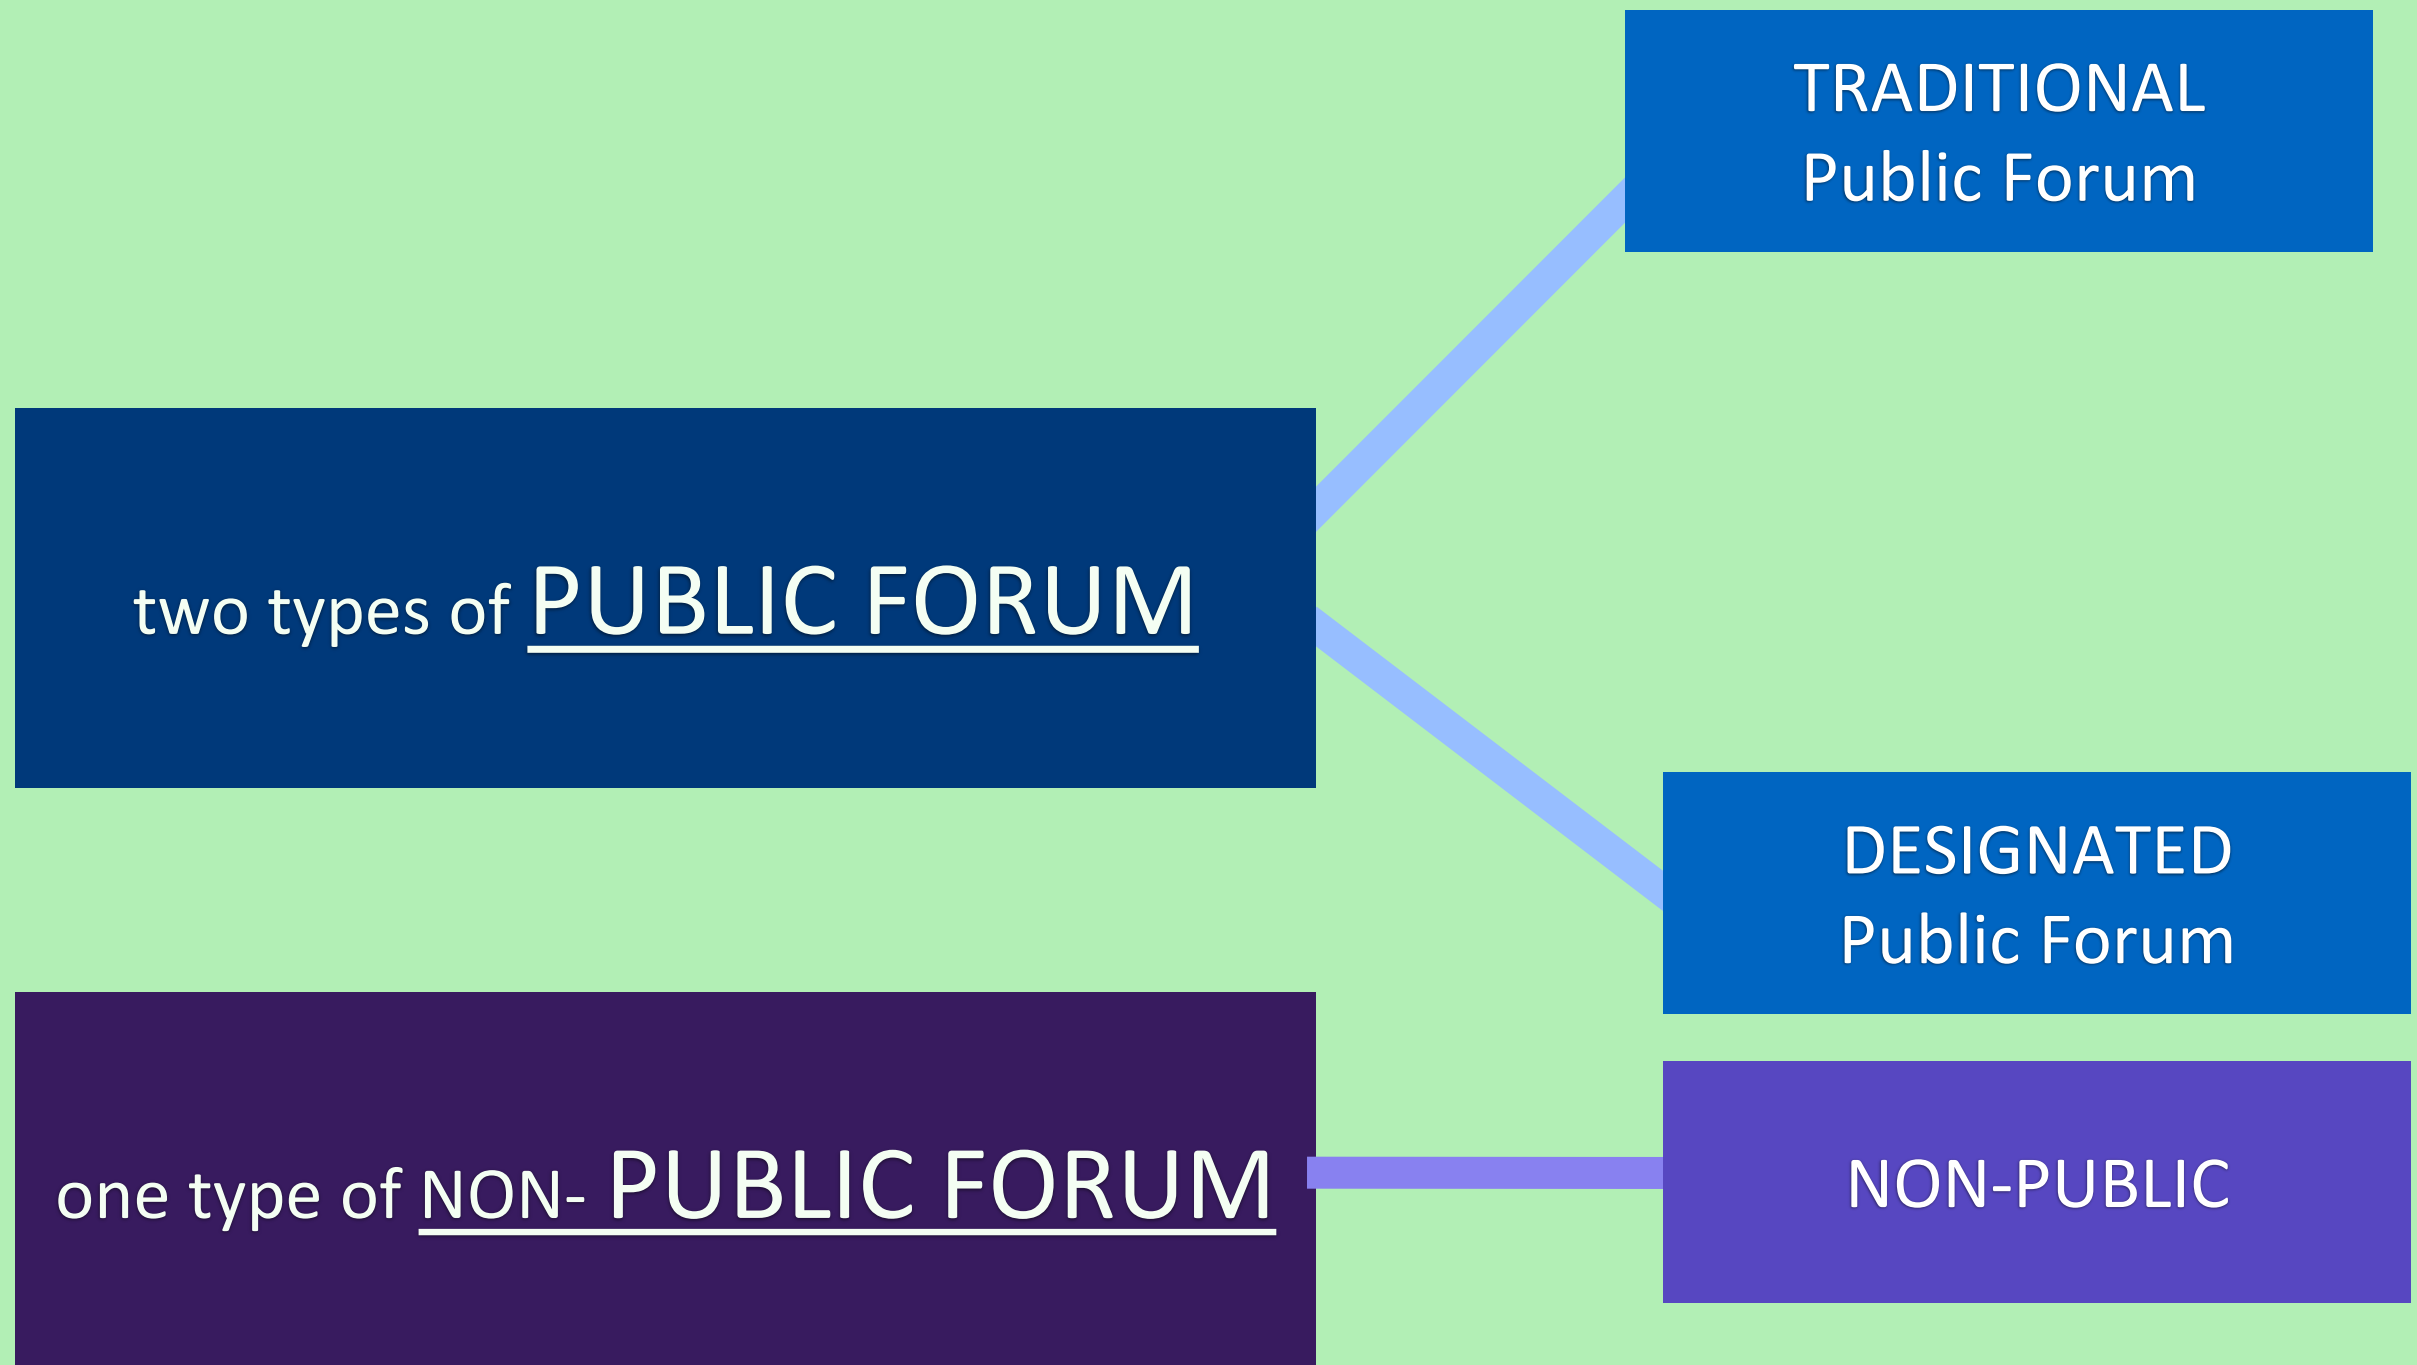 TRADITIONAL
Public Forum
two types of PUBLIC FORUM
DESIGNATED
Public Forum
one type of NON- PUBLIC FORUM
NON-PUBLIC